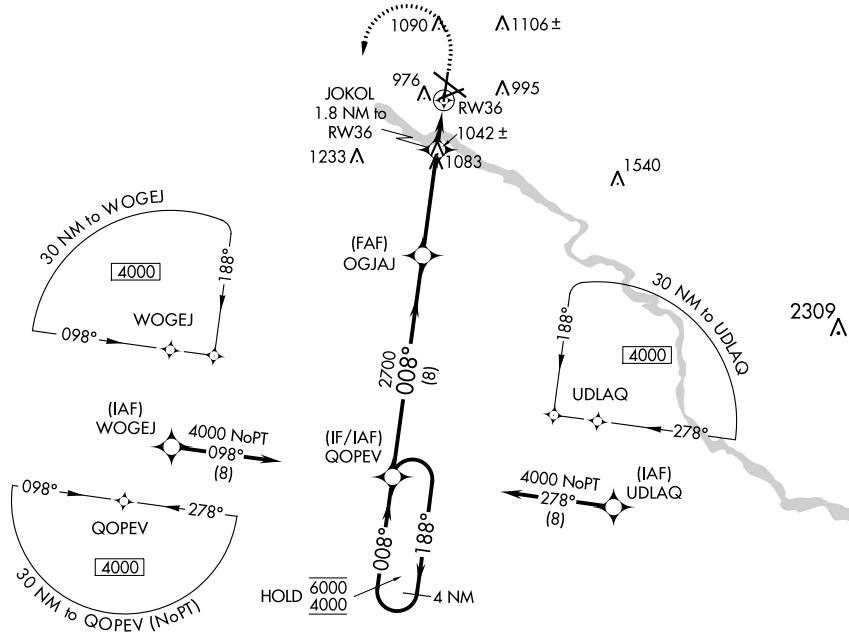 1090
1106±
976
995
JOKOL
1.8 NM to
RW36
RW36
1042±
1233
1083
1540
30 NM to WOGEJ
4000
188°
WOGEJ
098°
(FAF)
OGJAJ
30 NM to UDLAQ
188°
4000
UDLAQ
278°
2309
2700
008°
(8)
(IAF)
WOGEJ
4000 NoPT
098°
(8)
(IF/IAF)
QOPEV
4000 NoPT
278°
(8)
(IAF)
UDLAQ
098°
278°
QOPEV
4000
30 NM to QOPEV (NoPT)
008°
188°
HOLD
6000
4000
4 NM